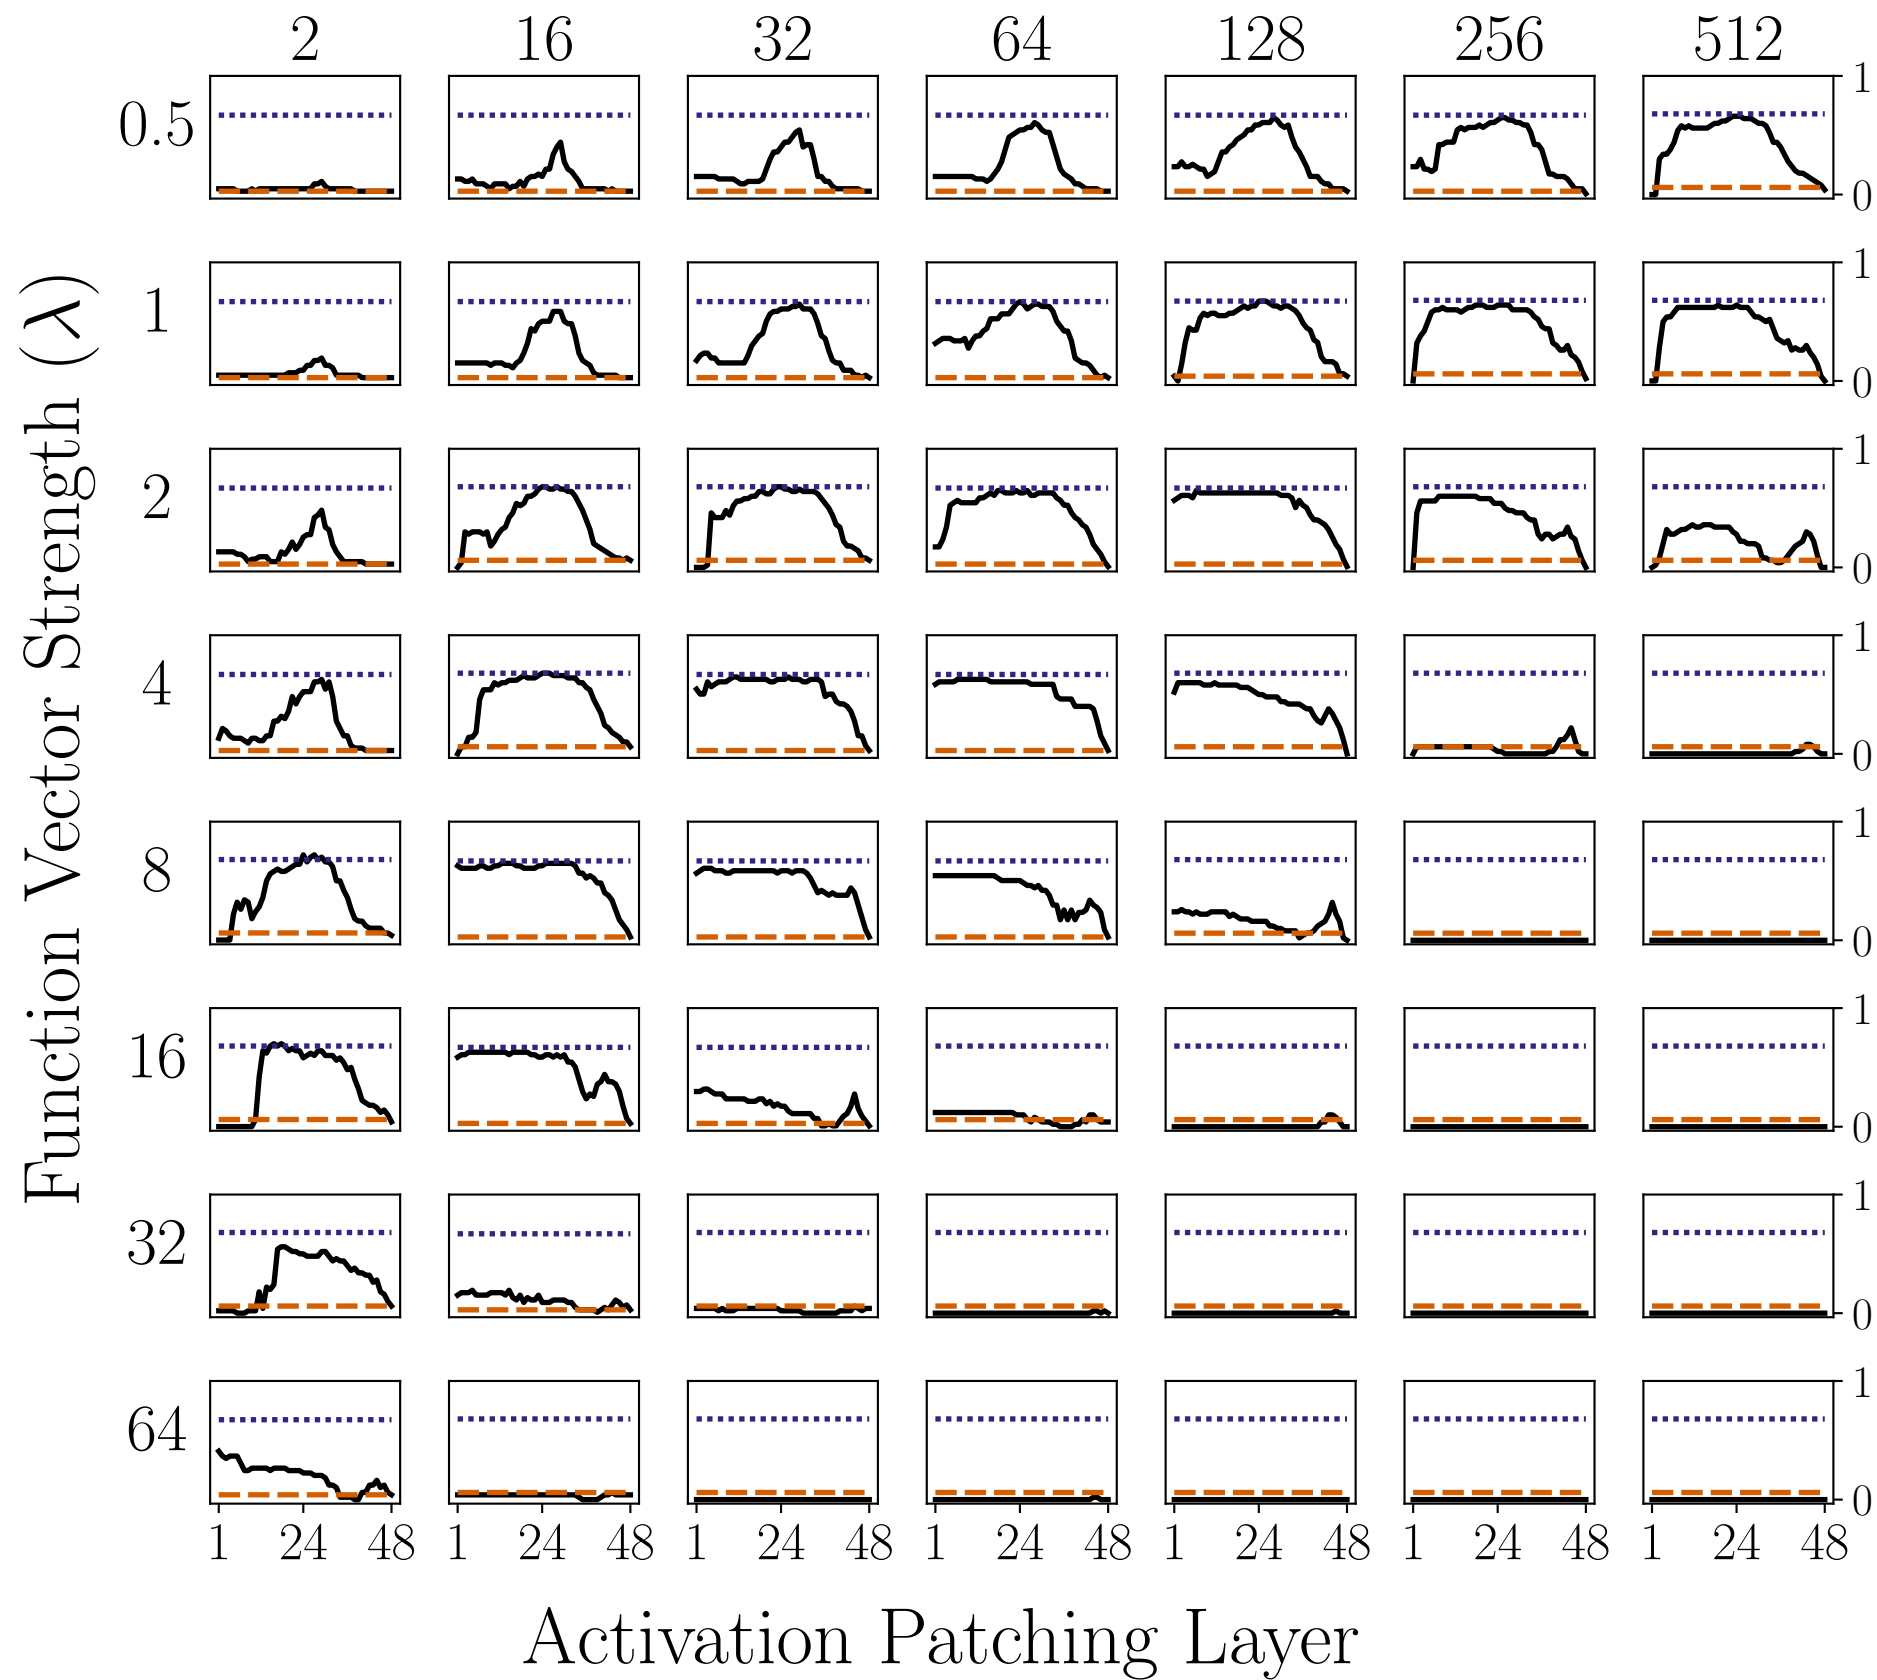 2 16 32 64 128 256 512
0.5 1 0
1 1 0
2 1 0
4 1 0
8 1 0
16 1 0
32 1 0
64 1 0
1 24 48 1 24 48 1 24 48 1 24 48 1 24 48 1 24 48 1 24 48
Function Vector Strength (λ)
Activation Patching Layer